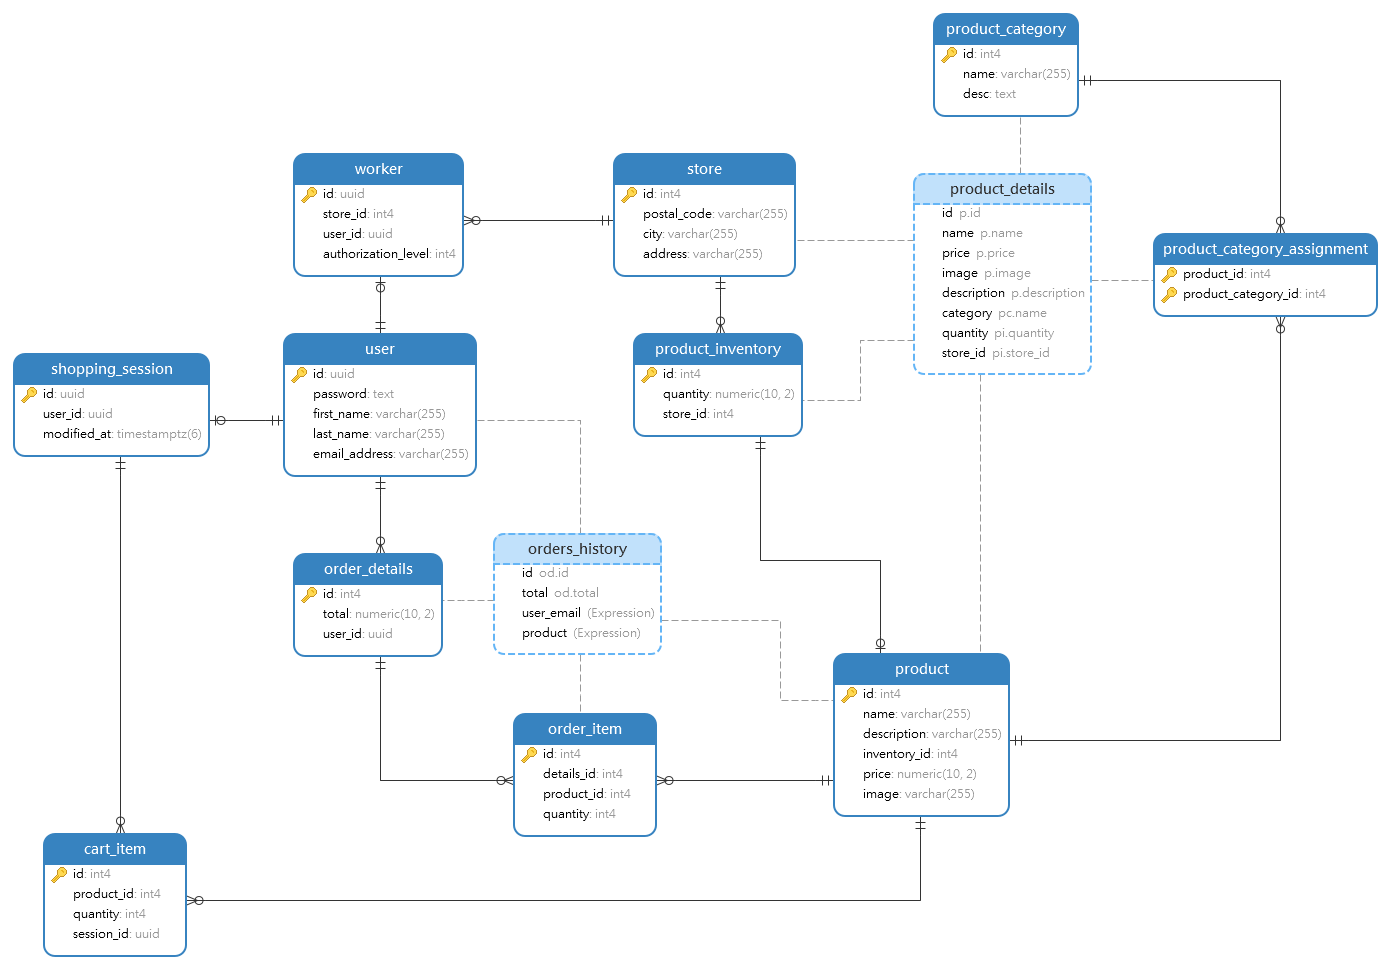 product_category
id: int4
name: varchar(255)
desc: text
worker
id: uuid
store_id: int4
user_id: uuid
authorization_level: int4
store
id: int4
postal_code: varchar(255)
city: varchar(255)
address: varchar(255)
product_details
id p.id
name p.name
price p.price
image p.image
description p.description
category pc.name
quantity pi.quantity
store_id pi.store_id
product_category_assignment
product_id: int4
product_category_id: int4
shopping_session
id: uuid
user_id: uuid
modified_at: timestamptz(6)
user
id: uuid
password: text
first_name: varchar(255)
last_name: varchar(255)
email_address: varchar(255)
product_inventory
id: int4
quantity: numeric(10, 2)
store_id: int4
order_details
id: int4
total: numeric(10, 2)
user_id: uuid
orders_history
id od.id
total od.total
user_email (Expression)
product (Expression)
product
id: int4
name: varchar(255)
description: varchar(255)
inventory_id: int4
price: numeric(10, 2)
image: varchar(255)
order_item
id: int4
details_id: int4
product_id: int4
quantity: int4
cart_item
id: int4
product_id: int4
quantity: int4
session_id: uuid